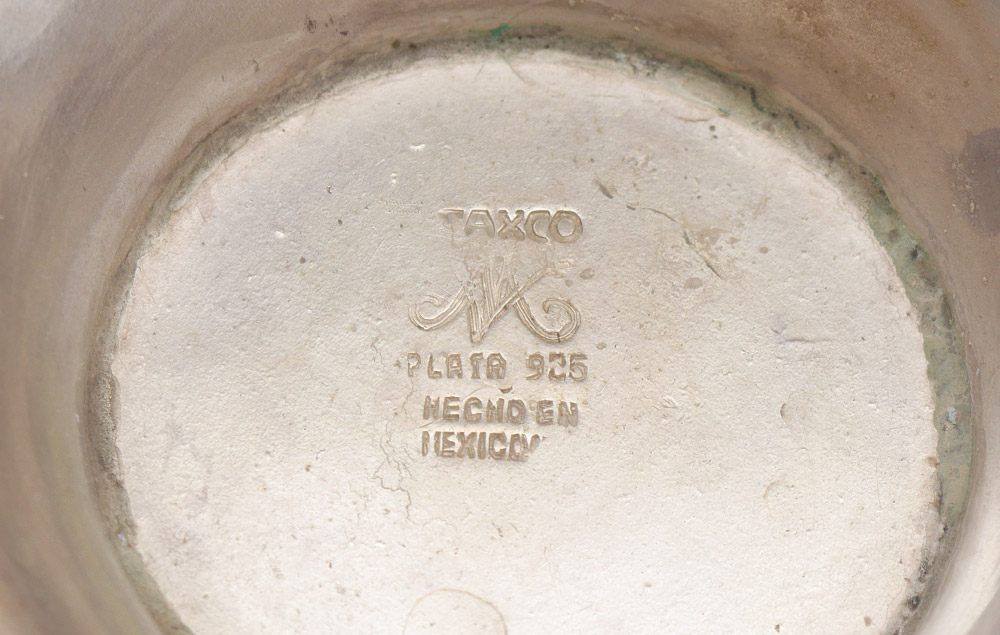 TAXCO
PLATA 925
HECHO EN
MEXICO